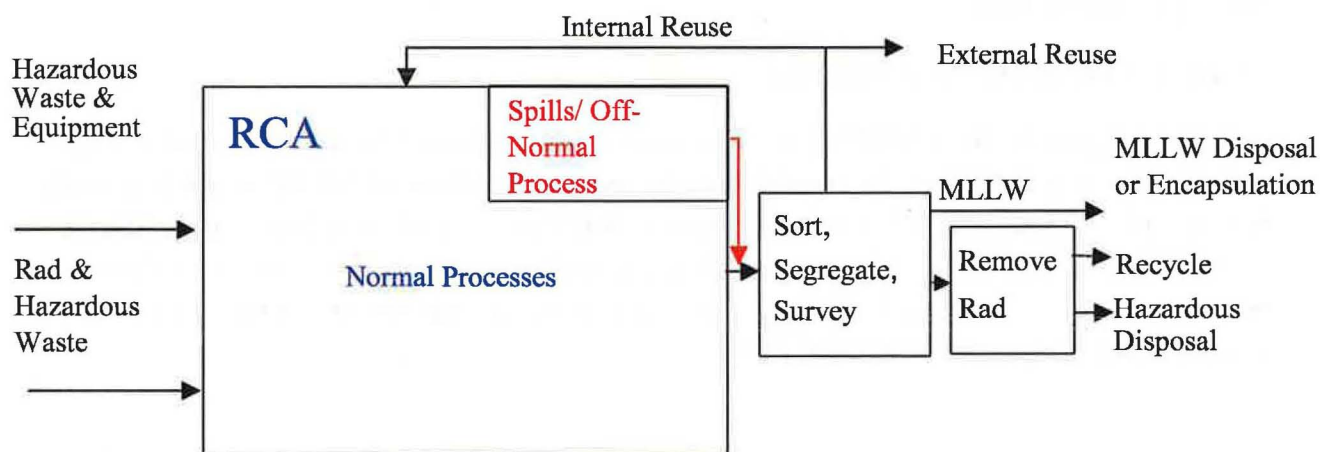 Internal Reuse
External Reuse
Hazardous
Waste &
Equipment
RCA
Spills/ Off-
Normal
Process
MLLW Disposal
or Encapsulation
MLLW
Sort,
Segregate,
Survey
Remove
Rad
Recycle
Hazardous
Disposal
Rad &
Hazardous
Waste
Normal Processes